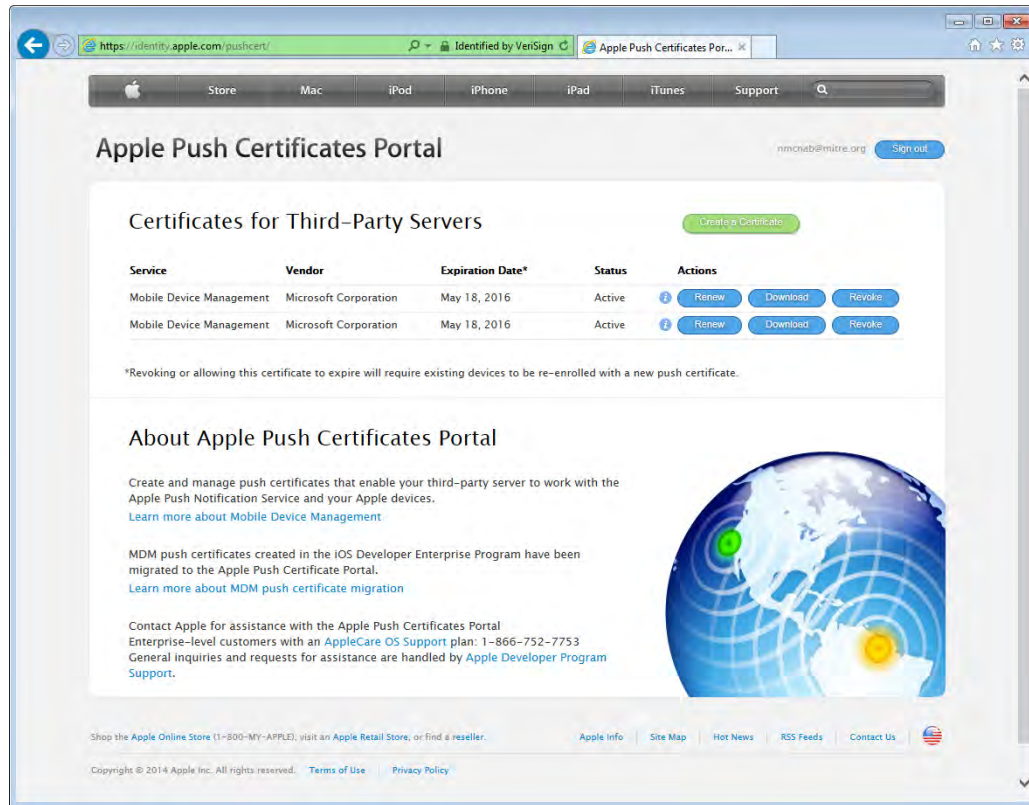 https://identity.apple.com/pushcert/ Identified by VeriSign Apple Push Certificates Por...
Store Mac iPod iPhone iPad iTunes Support
Apple Push Certificates Portal
nmcnab@mitre.org Sign out
Certificates for Third-Party Servers
Create a Certificate
Service Vendor Expiration Date* Status Actions
Mobile Device Management Microsoft Corporation May 18, 2016 Active i Renew Download Revoke
Mobile Device Management Microsoft Corporation May 18, 2016 Active i Renew Download Revoke
*Revoking or allowing this certificate to expire will require existing devices to be re-enrolled with a new push certificate.
About Apple Push Certificates Portal
Create and manage push certificates that enable your third-party server to work with the
Apple Push Notification Service and your Apple devices.
Learn more about Mobile Device Management
MDM push certificates created in the iOS Developer Enterprise Program have been
migrated to the Apple Push Certificate Portal.
Learn more about MDM push certificate migration
Contact Apple for assistance with the Apple Push Certificates Portal
Enterprise-level customers with an AppleCare OS Support plan: 1-866-752-7753
General inquiries and requests for assistance are handled by Apple Developer Program
Support.
Shop the Apple Online Store (1-800-MY-APPLE), visit an Apple Retail Store, or find a reseller.
Apple Info Site Map Hot News RSS Feeds Contact Us
Copyright © 2014 Apple Inc. All rights reserved. Terms of Use Privacy Policy